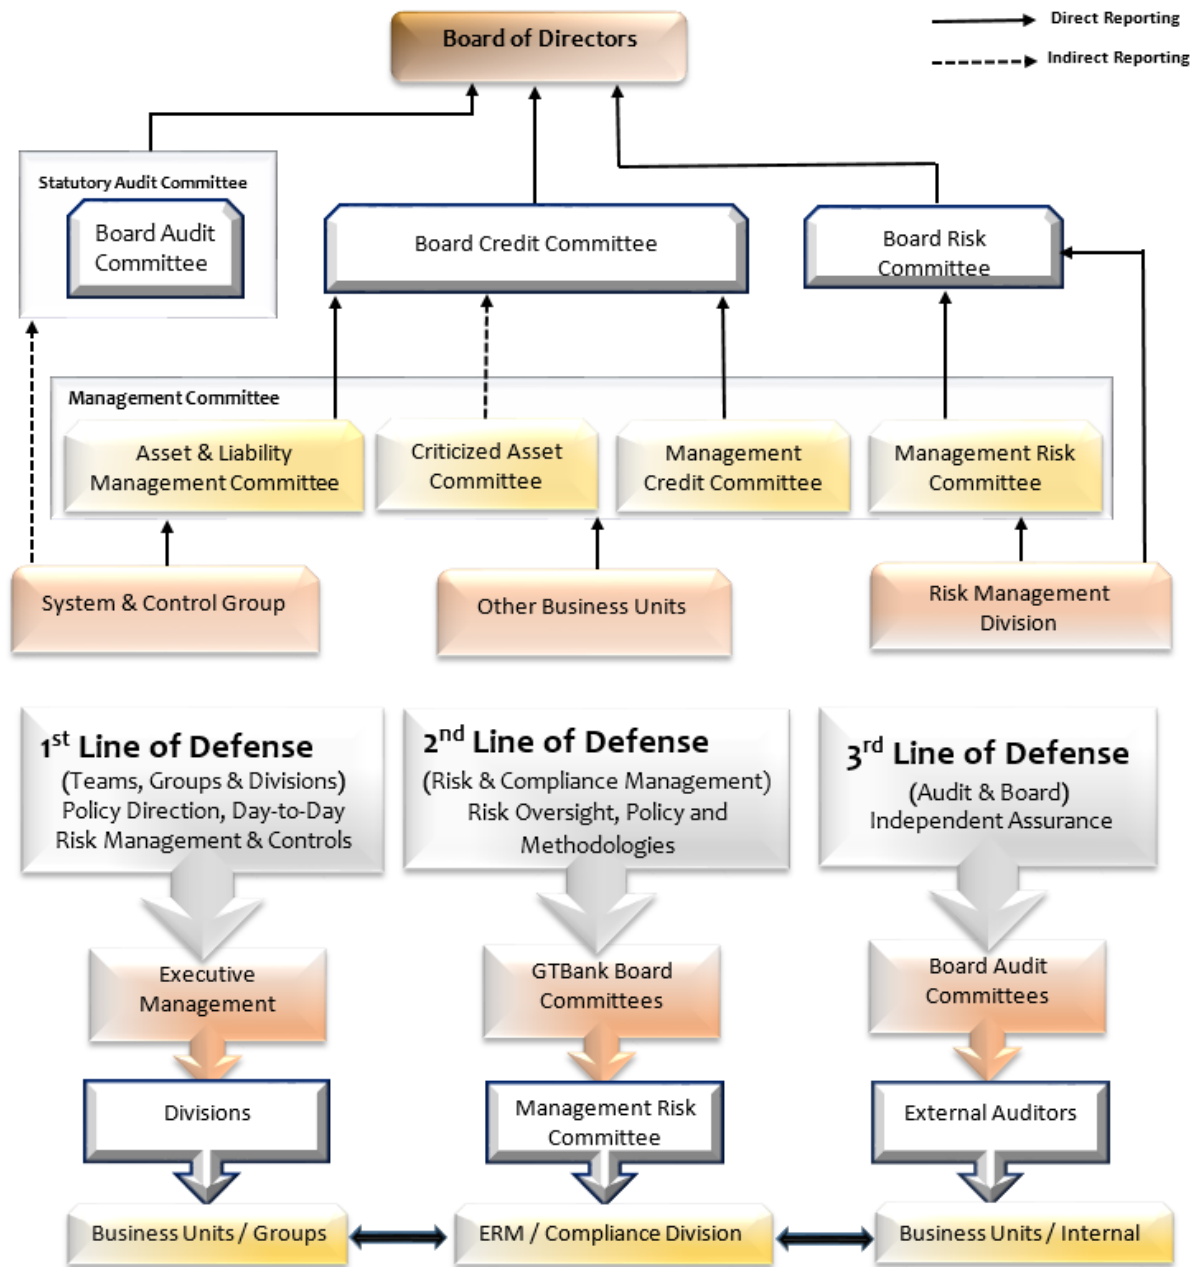 Board of Directors
Direct Reporting
Indirect Reporting
Statutory Audit Committee
Board Audit
Committee
Board Credit Committee
Board Risk
Committee
Management Committee
Asset & Liability
Management Committee
Criticized Asset
Committee
Management
Credit Committee
Management Risk
Committee
System & Control Group
Other Business Units
Risk Management
Division
1st Line of Defense
(Teams, Groups & Divisions)
Policy Direction, Day-to-Day
Risk Management & Controls
2nd Line of Defense
(Risk & Compliance Management)
Risk Oversight, Policy and
Methodologies
3rd Line of Defense
(Audit & Board)
Independent Assurance
Executive
Management
GTBank Board
Committees
Board Audit
Committees
Divisions
Management Risk
Committee
External Auditors
Business Units / Groups
ERM / Compliance Division
Business Units / Internal